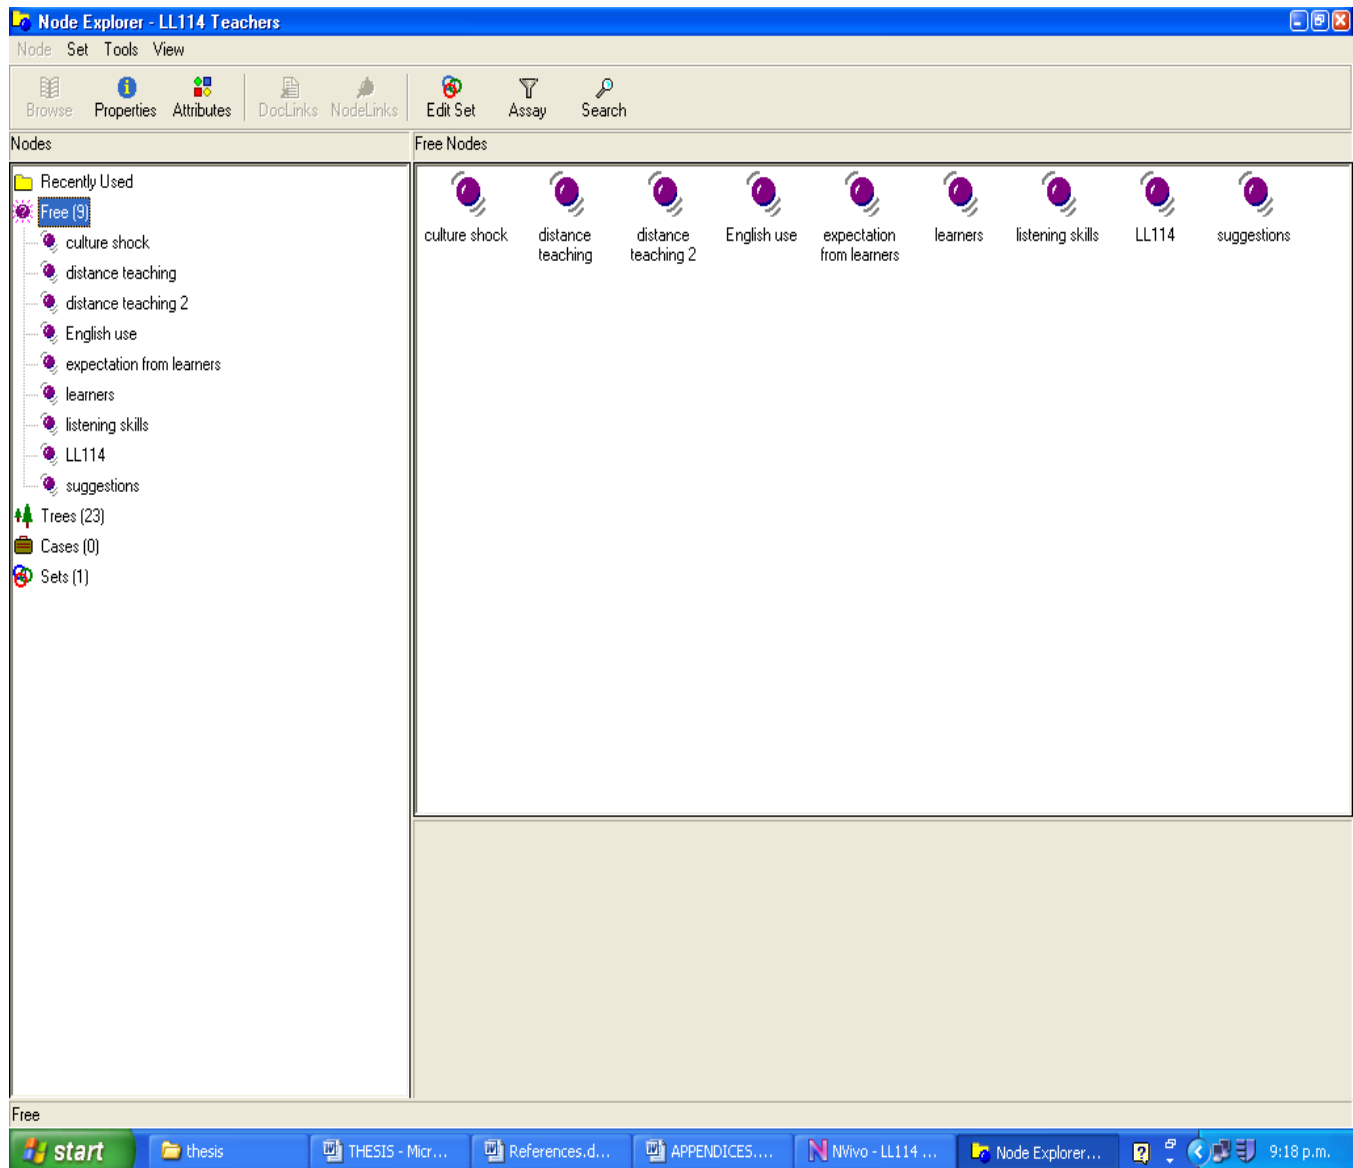 Node Explorer - LL114 Teachers
Node Set Tools View
Browse Properties Attributes DocLinks NodeLinks Edit Set Assay Search
Nodes
Free Nodes
Recently Used
Free (9)
culture shock
distance teaching
distance teaching 2
English use
expectation from learners
learners
listening skills
LL114
suggestions
Trees (23)
Cases (0)
Sets (1)
culture shock
distance
teaching
distance
teaching 2
English use
expectation
from learners
learners
listening skills
LL114
suggestions
Free
start thesis THESIS - Micr... References.d... APPENDICES.... NVivo - LL114 ... Node Explorer... 9:18 p.m.